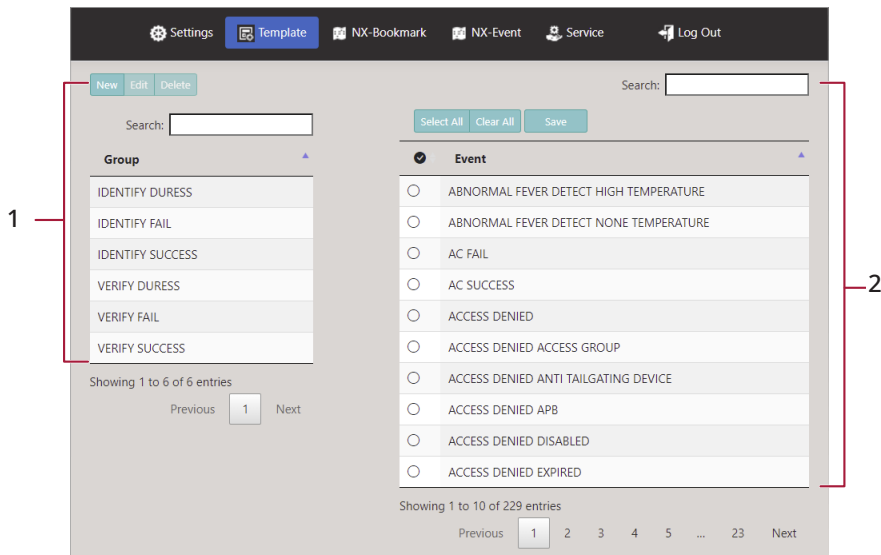 Settings Template NX-Bookmark NX-Event Service Log Out
New Edit Delete
Search:
Group
IDENTIFY DURESS
IDENTIFY FAIL
IDENTIFY SUCCESS
VERIFY DURESS
VERIFY FAIL
VERIFY SUCCESS
Showing 1 to 6 of 6 entries
Previous 1 Next
1
Search:
Select All Clear All Save
Event
ABNORMAL FEVER DETECT HIGH TEMPERATURE
ABNORMAL FEVER DETECT NONE TEMPERATURE
AC FAIL
AC SUCCESS
ACCESS DENIED
ACCESS DENIED ACCESS GROUP
ACCESS DENIED ANTI TAILGATING DEVICE
ACCESS DENIED APB
ACCESS DENIED DISABLED
ACCESS DENIED EXPIRED
Showing 1 to 10 of 229 entries
Previous 1 2 3 4 5 ... 23 Next
2